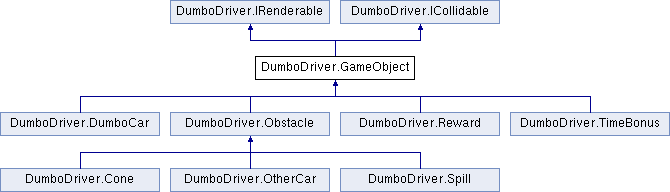 DumboDriver.IRenderable
DumboDriver.ICollidable
DumboDriver.GameObject
DumboDriver.DumboCar
DumboDriver.Obstacle
DumboDriver.Reward
DumboDriver.TimeBonus
DumboDriver.Cone
DumboDriver.OtherCar
DumboDriver.Spill